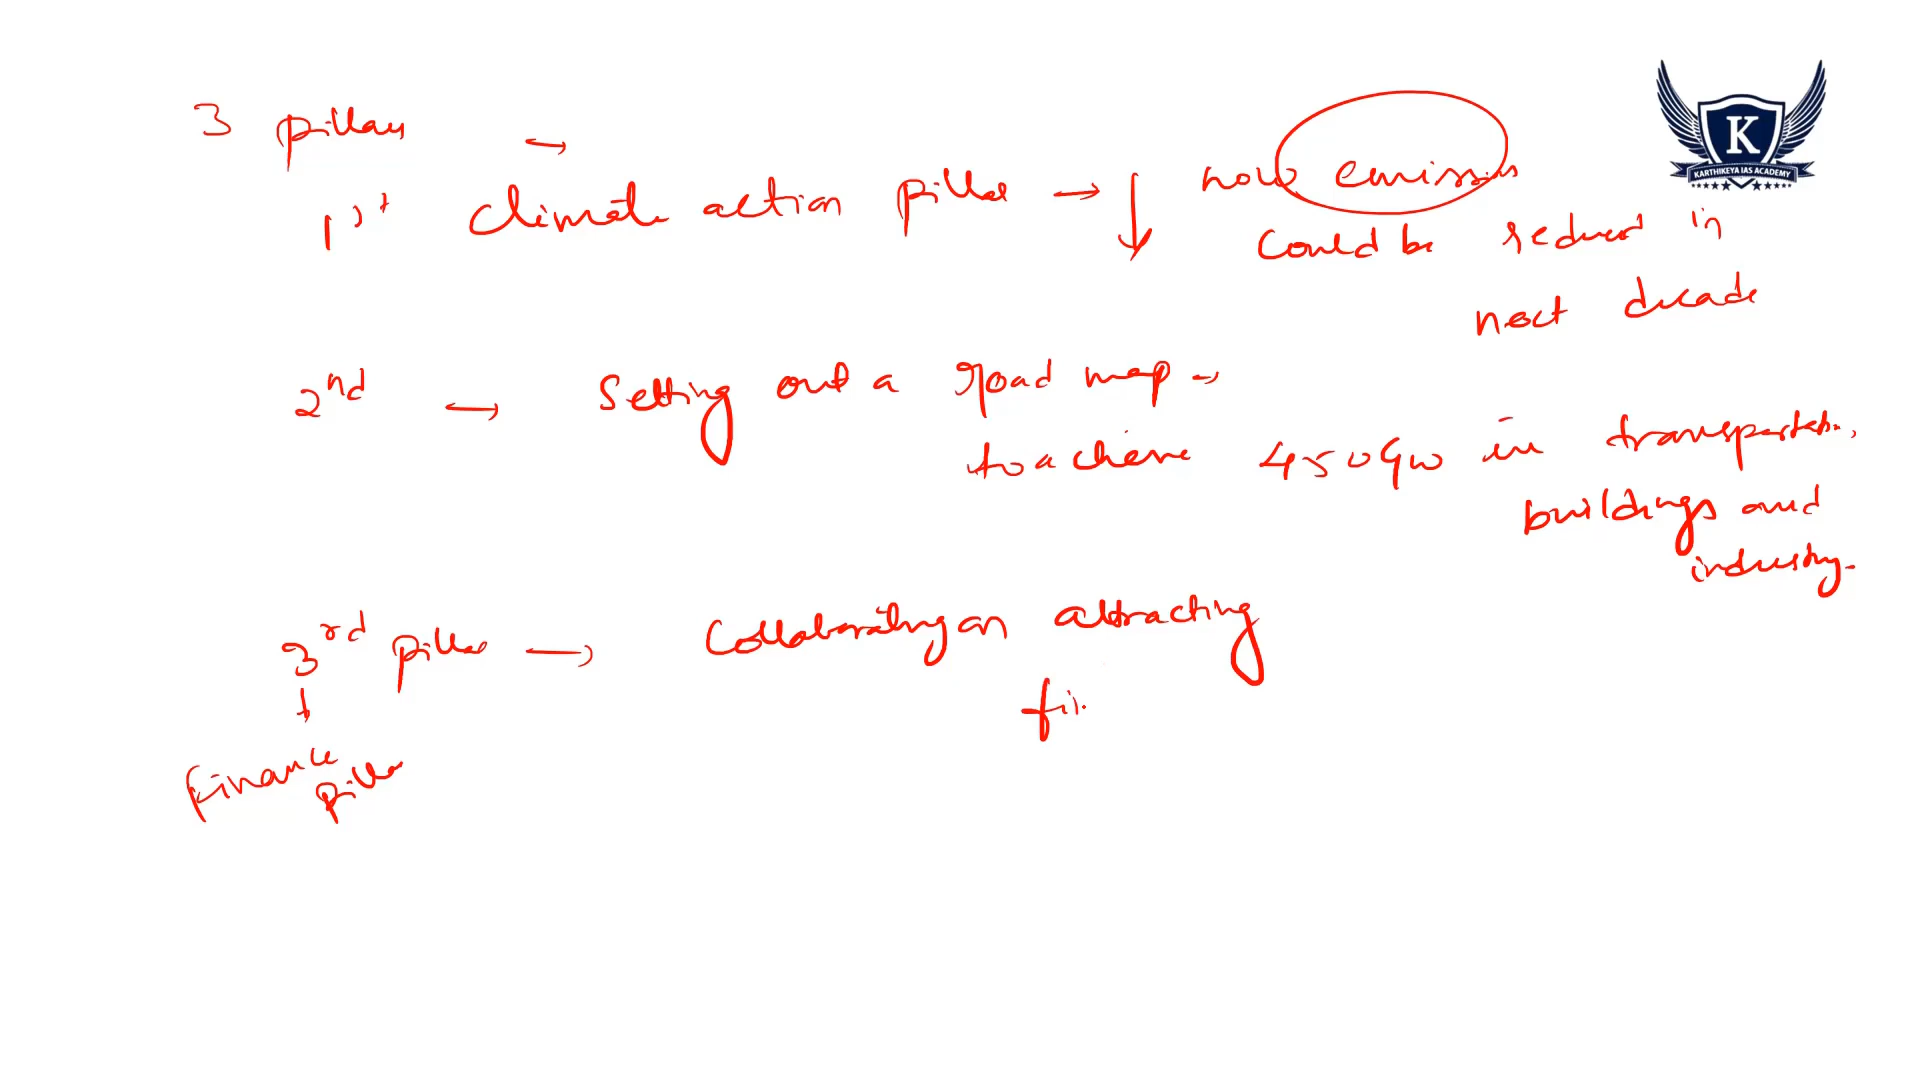 3 pillars →
1st climate action pillar → ↓ how emissions
could be reduced in
next decade
2nd → Setting out a road map →
to achieve 450GW in transportation,
buildings and
industry.
3rd pillar → Collaborating on attracting
fin
↓
Finance
pillar
K
KARTHIKEYA IAS ACADEMY